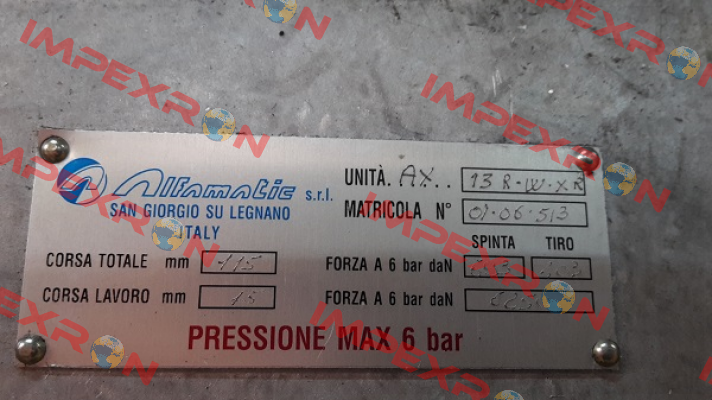 Alfamatic s.r.l.
SAN GIORGIO SU LEGNANO
ITALY
UNITÀ. AX.. 13 R-W-X
MATRICOLA N° 01-06-513
SPINTA TIRO
CORSA TOTALE mm 115
FORZA A 6 bar daN
CORSA LAVORO mm 15
FORZA A 6 bar daN
PRESSIONE MAX 6 bar
IMPEXRON
IMPEXRON
IMPEXRON
IMPEXRON
IMPEXRON